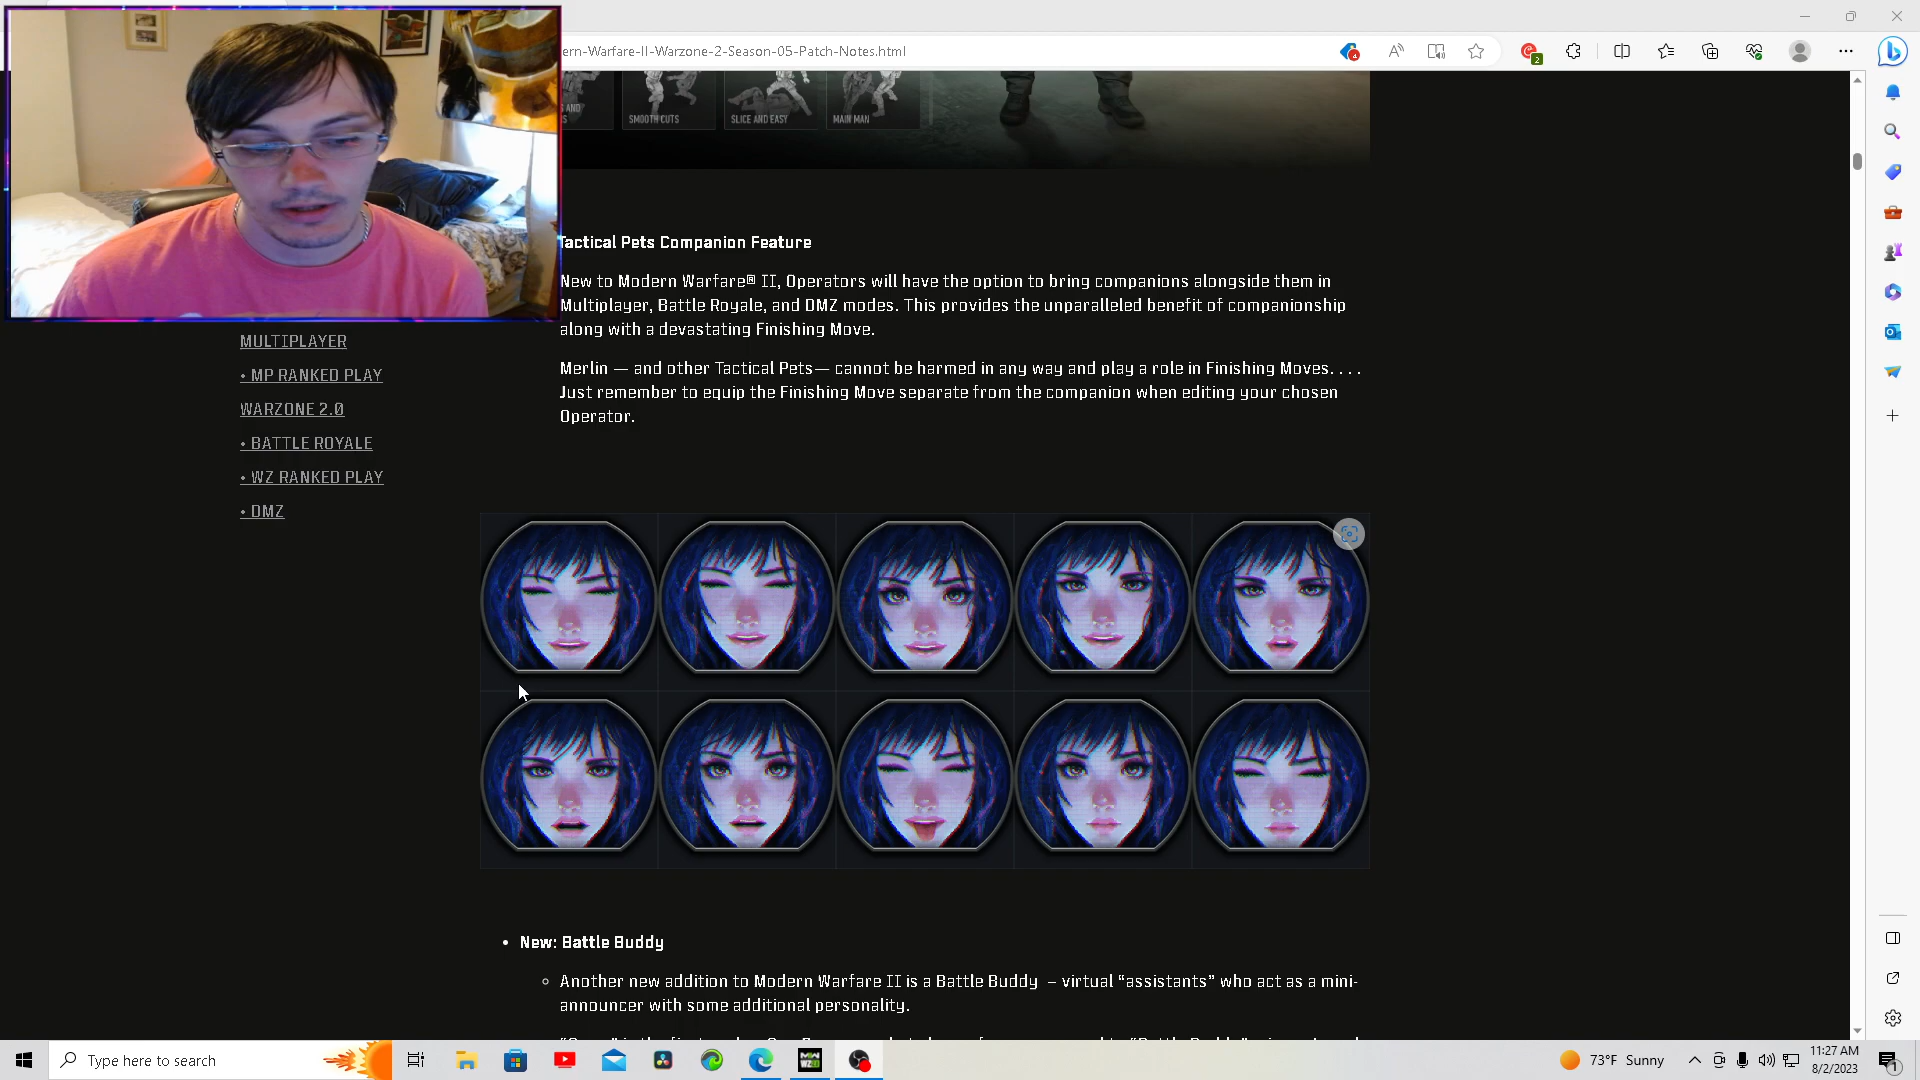 ern-Warfare-II-Warzone-2-Season-05-Patch-Notes.html
SMOOTH CUTS
SLICE AND EASY
MAIN MAN
Tactical Pets Companion Feature
New to Modern Warfare® II, Operators will have the option to bring companions alongside them in
Multiplayer, Battle Royale, and DMZ modes. This provides the unparalleled benefit of companionship
along with a devastating Finishing Move.
Merlin — and other Tactical Pets— cannot be harmed in any way and play a role in Finishing Moves. . . .
Just remember to equip the Finishing Move separate from the companion when editing your chosen
Operator.
MULTIPLAYER
• MP RANKED PLAY
WARZONE 2.0
• BATTLE ROYALE
• WZ RANKED PLAY
• DMZ
• New: Battle Buddy
Another new addition to Modern Warfare II is a Battle Buddy – virtual “assistants” who act as a mini-
announcer with some additional personality.
Type here to search
73°F Sunny
11:27 AM
8/2/2023